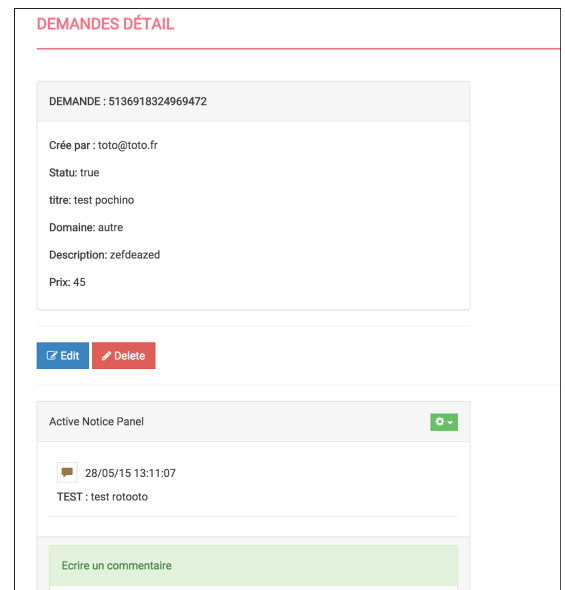 DEMANDES DÉTAIL
DEMANDE : 5136918324969472
Crée par : toto@toto.fr
Statu: true
titre: test pochino
Domaine: autre
Description: zefdeazed
Prix: 45
Edit Delete
Active Notice Panel
28/05/15 13:11:07
TEST : test rotooto
Ecrire un commentaire